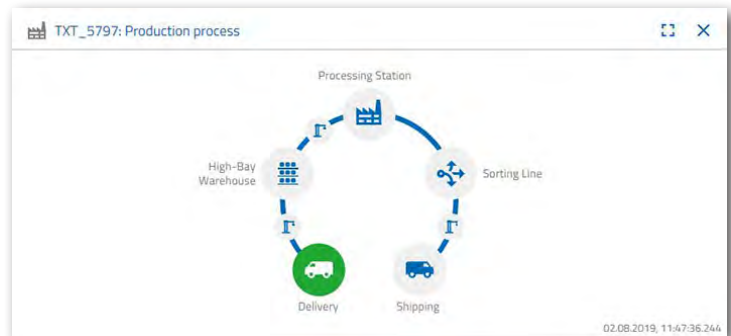 TXT_5797: Production process
Processing Station
High-Bay
Warehouse
Sorting Line
Delivery
Shipping
02.08.2019, 11:47:36.244